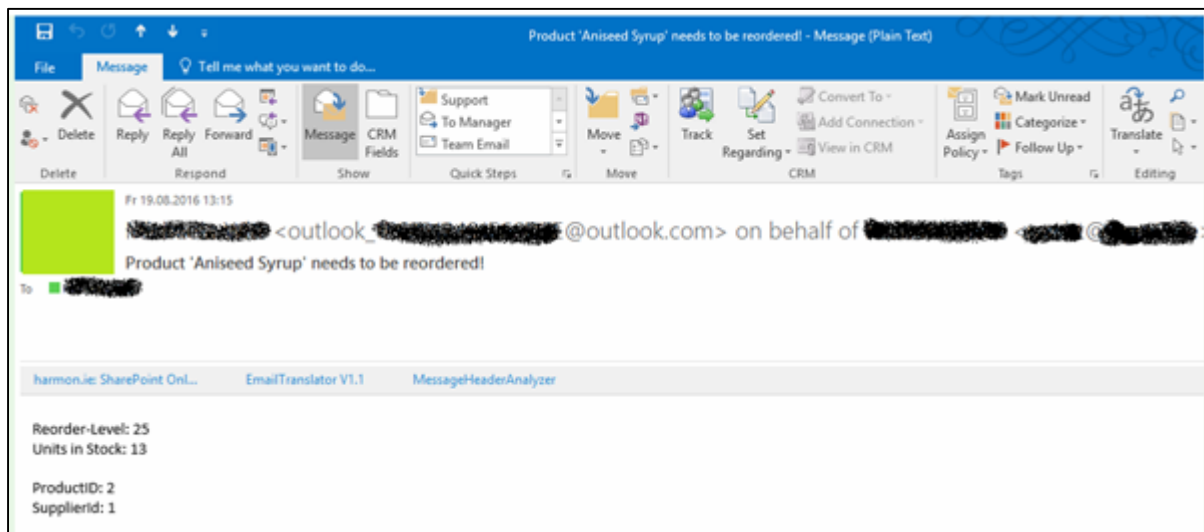 Product 'Aniseed Syrup' needs to be reordered! - Message (Plain Text)
File Message Tell me what you want to do...
Delete Reply Reply All Forward Message CRM Fields Support To Manager Team Email Move Track Set Regarding Convert To Add Connection View in CRM Assign Policy Mark Unread Categorize Follow Up Translate
Delete Respond Show Quick Steps Move CRM Tags Editing
Fr 19.08.2016 13:15
<outlook_ @outlook.com> on behalf of < @
Product 'Aniseed Syrup' needs to be reordered!
To
harmon.ie: SharePoint Onl... EmailTranslator V1.1 MessageHeaderAnalyzer
Reorder-Level: 25
Units in Stock: 13
ProductID: 2
SupplierId: 1